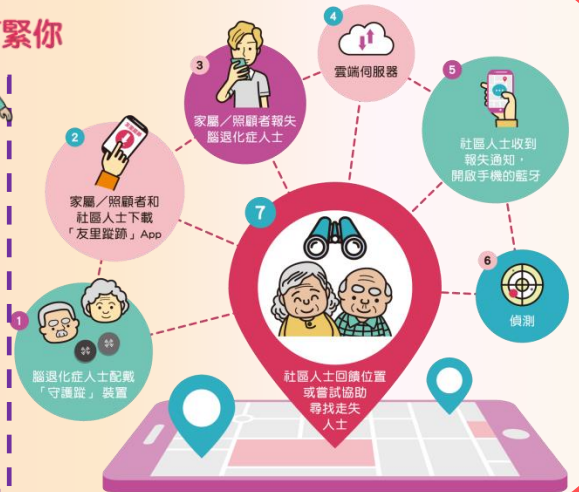 緊你
1
腦退化症人士配戴
「守護蹤」裝置
2
家屬／照顧者和
社區人士下載
「友里蹤跡」App
3
家屬／照顧者報失
腦退化症人士
4
雲端伺服器
5
社區人士收到
報失通知，
開啟手機的藍牙
6
偵測
7
社區人士回饋位置
或嘗試協助
尋找走失
人士